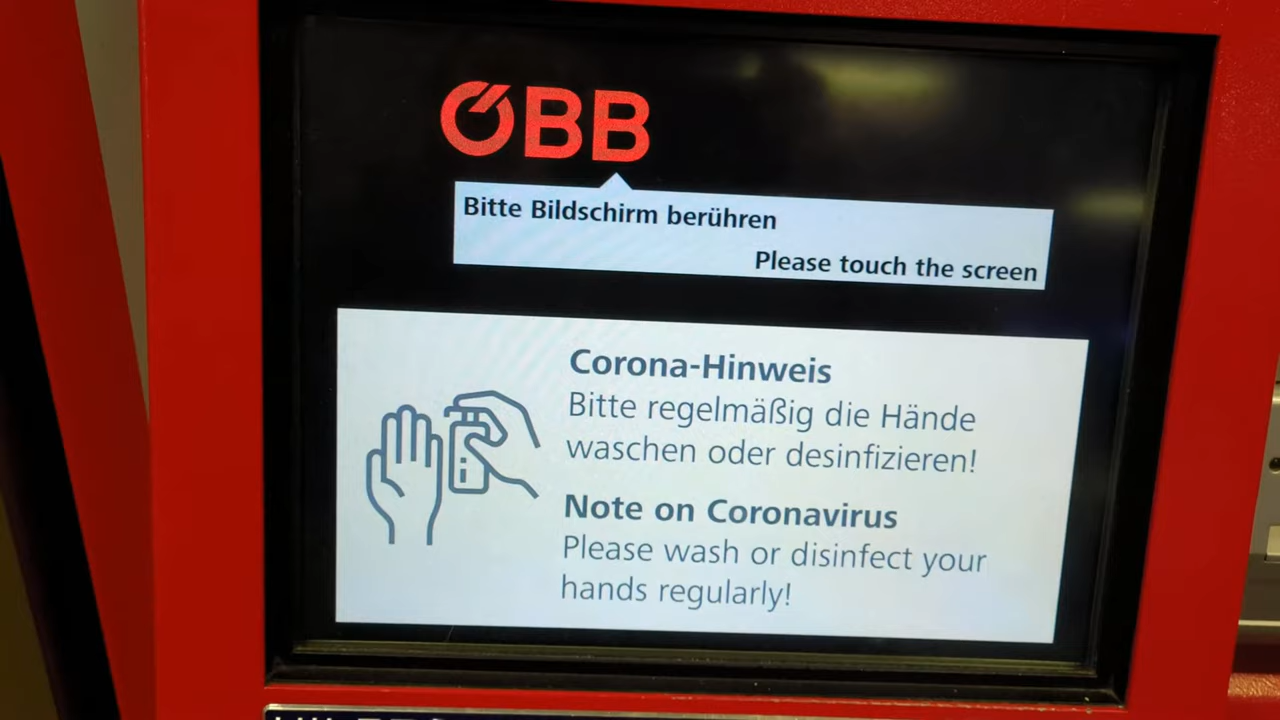 ÖBB
Bitte Bildschirm berühren
Please touch the screen
Corona-Hinweis
Bitte regelmäßig die Hände
waschen oder desinfizieren!
Note on Coronavirus
Please wash or disinfect your
hands regularly!